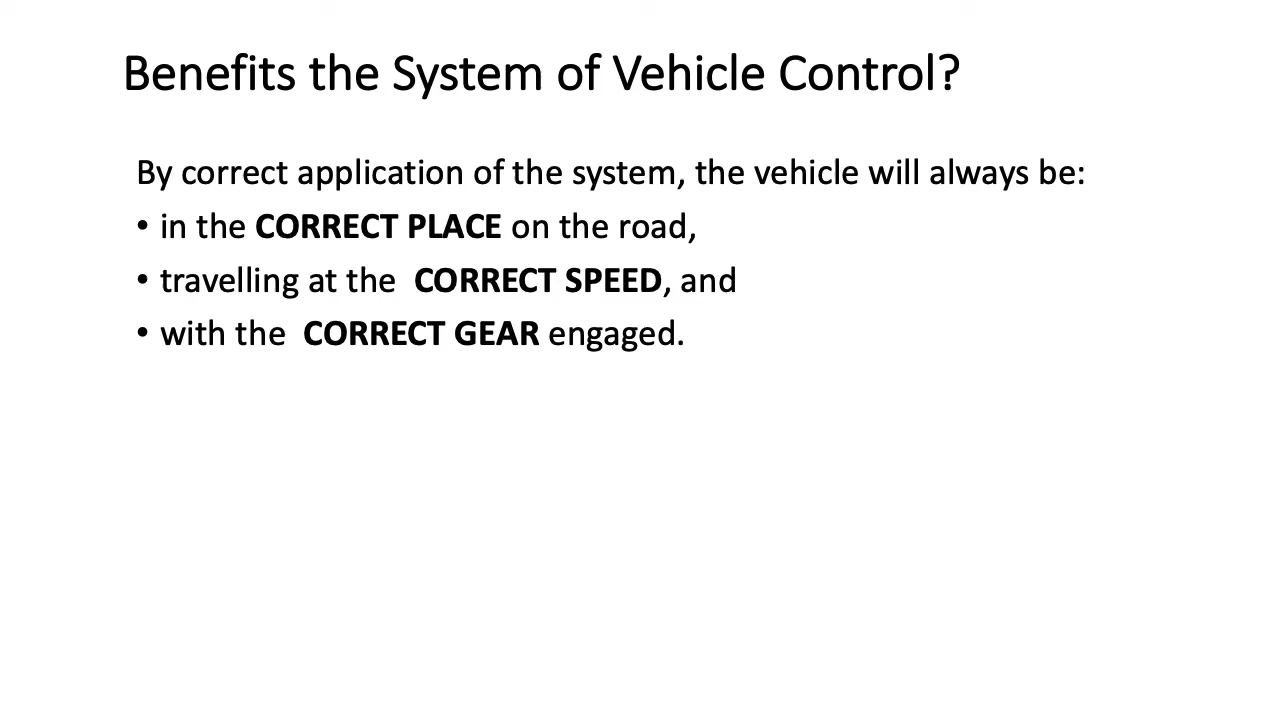 Benefits the System of Vehicle Control?
By correct application of the system, the vehicle will always be:
• in the CORRECT PLACE on the road,
• travelling at the  CORRECT SPEED, and
• with the  CORRECT GEAR engaged.